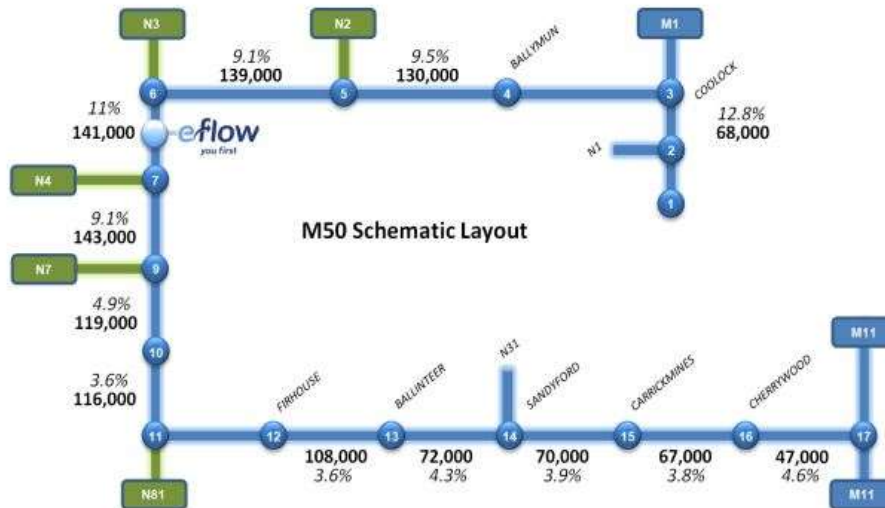 N3
N2
M1
9.1%
139,000
9.5%
130,000
BALLYMUN
COOLOCK
6
5
4
3
11%
141,000
eflow
you first
12.8%
68,000
N1
2
N4
7
1
9.1%
143,000
M50 Schematic Layout
N7
9
4.9%
119,000
10
M11
3.6%
116,000
FIRHOUSE
BALLINTEER
N31
SANDYFORD
CARRICKMINES
CHERRYWOOD
11
12
13
14
15
16
17
108,000
3.6%
72,000
4.3%
70,000
3.9%
67,000
3.8%
47,000
4.6%
N81
M11